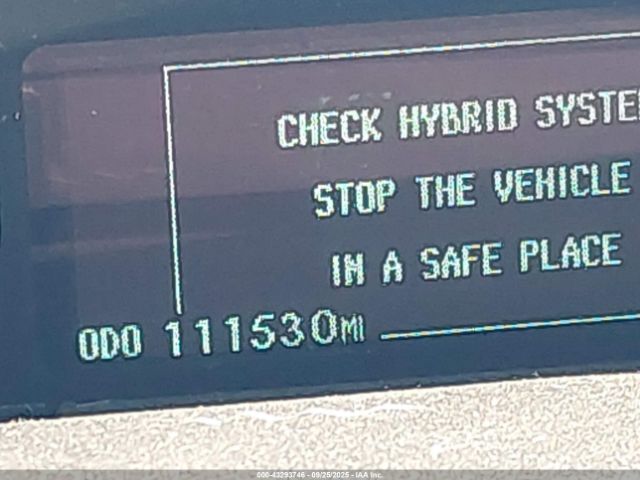 CHECK HYBRID SYSTE
STOP THE VEHICLE
IN A SAFE PLACE
ODO 111530MI
000-43293746 - 09/25/2025 - IAA Inc.